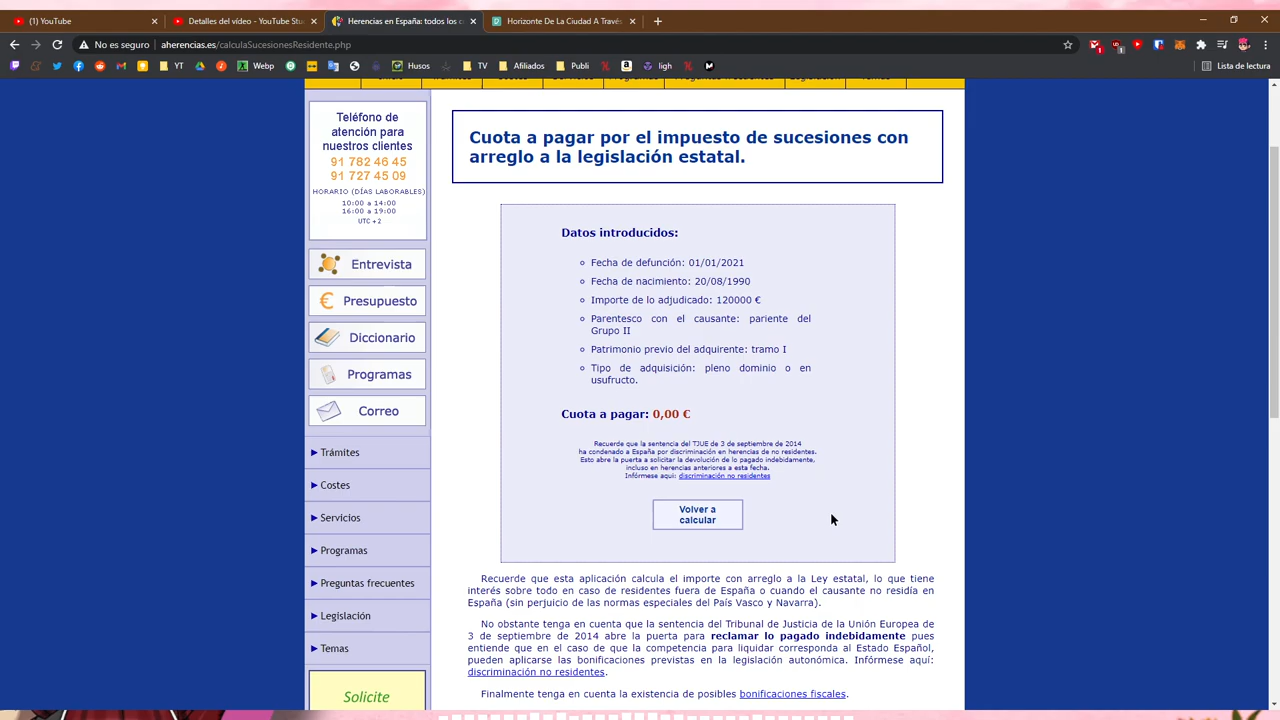 (1) YouTube
Detalles del vídeo - YouTube Stu
Herencias en España: todos los c
Horizonte De La Ciudad A Través
No es seguro
aherencias.es/calculaSucesionesResidente.php
YT
Webp
Husos
TV
Afiliados
Publi
ligh
Lista de lectura
Teléfono de
atención para
nuestros clientes
91 782 46 45
91 727 45 09
HORARIO (DÍAS LABORABLES)
10:00 a 14:00
16:00 a 19:00
UTC +2
Entrevista
Presupuesto
Diccionario
Programas
Correo
Trámites
Costes
Servicios
Programas
Preguntas frecuentes
Legislación
Temas
Solicite
Cuota a pagar por el impuesto de sucesiones con
arreglo a la legislación estatal.
Datos introducidos:
Fecha de defunción: 01/01/2021
Fecha de nacimiento: 20/08/1990
Importe de lo adjudicado: 120000 €
Parentesco con el causante: pariente del
Grupo II
Patrimonio previo del adquirente: tramo I
Tipo de adquisición: pleno dominio o en
usufructo.
Cuota a pagar: 0,00 €
Recuerde que la sentencia del TJUE de 3 de septiembre de 2014
ha condenado a España por discriminación en herencias de no residentes.
Esto abre la puerta a solicitar la devolución de lo pagado indebidamente,
incluso en herencias anteriores a esta fecha.
Infórmese aquí: discriminación no residentes
Volver a
calcular
Recuerde que esta aplicación calcula el importe con arreglo a la Ley estatal, lo que tiene
interés sobre todo en caso de residentes fuera de España o cuando el causante no residía en
España (sin perjuicio de las normas especiales del País Vasco y Navarra).
No obstante tenga en cuenta que la sentencia del Tribunal de Justicia de la Unión Europea de
3 de septiembre de 2014 abre la puerta para reclamar lo pagado indebidamente pues
entiende que en el caso de que la competencia para liquidar corresponda al Estado Español,
pueden aplicarse las bonificaciones previstas en la legislación autonómica. Infórmese aquí:
discriminación no residentes.
Finalmente tenga en cuenta la existencia de posibles bonificaciones fiscales.